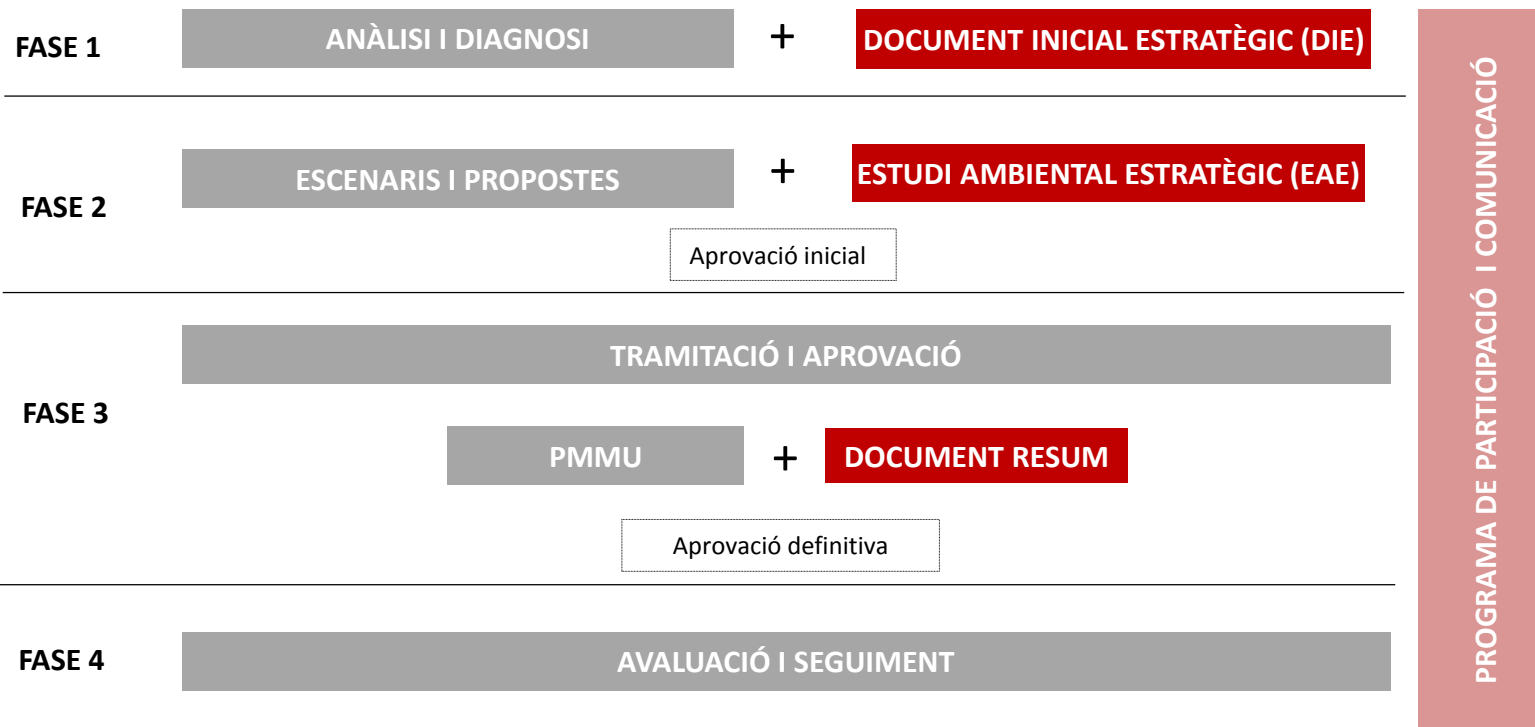 FASE 1
ANÀLISI I DIAGNOSI
+
DOCUMENT INICIAL ESTRATÈGIC (DIE)
FASE 2
ESCENARIS I PROPOSTES
+
ESTUDI AMBIENTAL ESTRATÈGIC (EAE)
Aprovació inicial
FASE 3
TRAMITACIÓ I APROVACIÓ
PMMU
+
DOCUMENT RESUM
Aprovació definitiva
FASE 4
AVALUACIÓ I SEGUIMENT
PROGRAMA DE PARTICIPACIÓ I COMUNICACIÓ